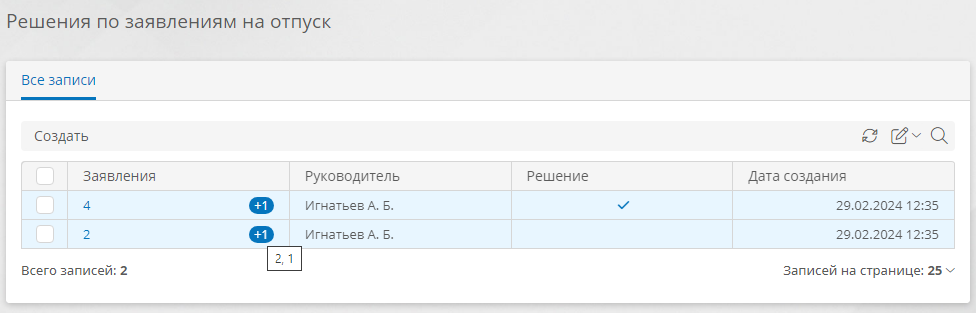 Решения по заявлениям на отпуск
Все записи
Создать
Заявления Руководитель Решение Дата создания
4 +1 Игнатьев А. Б. 29.02.2024 12:35
2 +1 Игнатьев А. Б. 29.02.2024 12:35
2, 1
Всего записей: 2 Записей на странице: 25